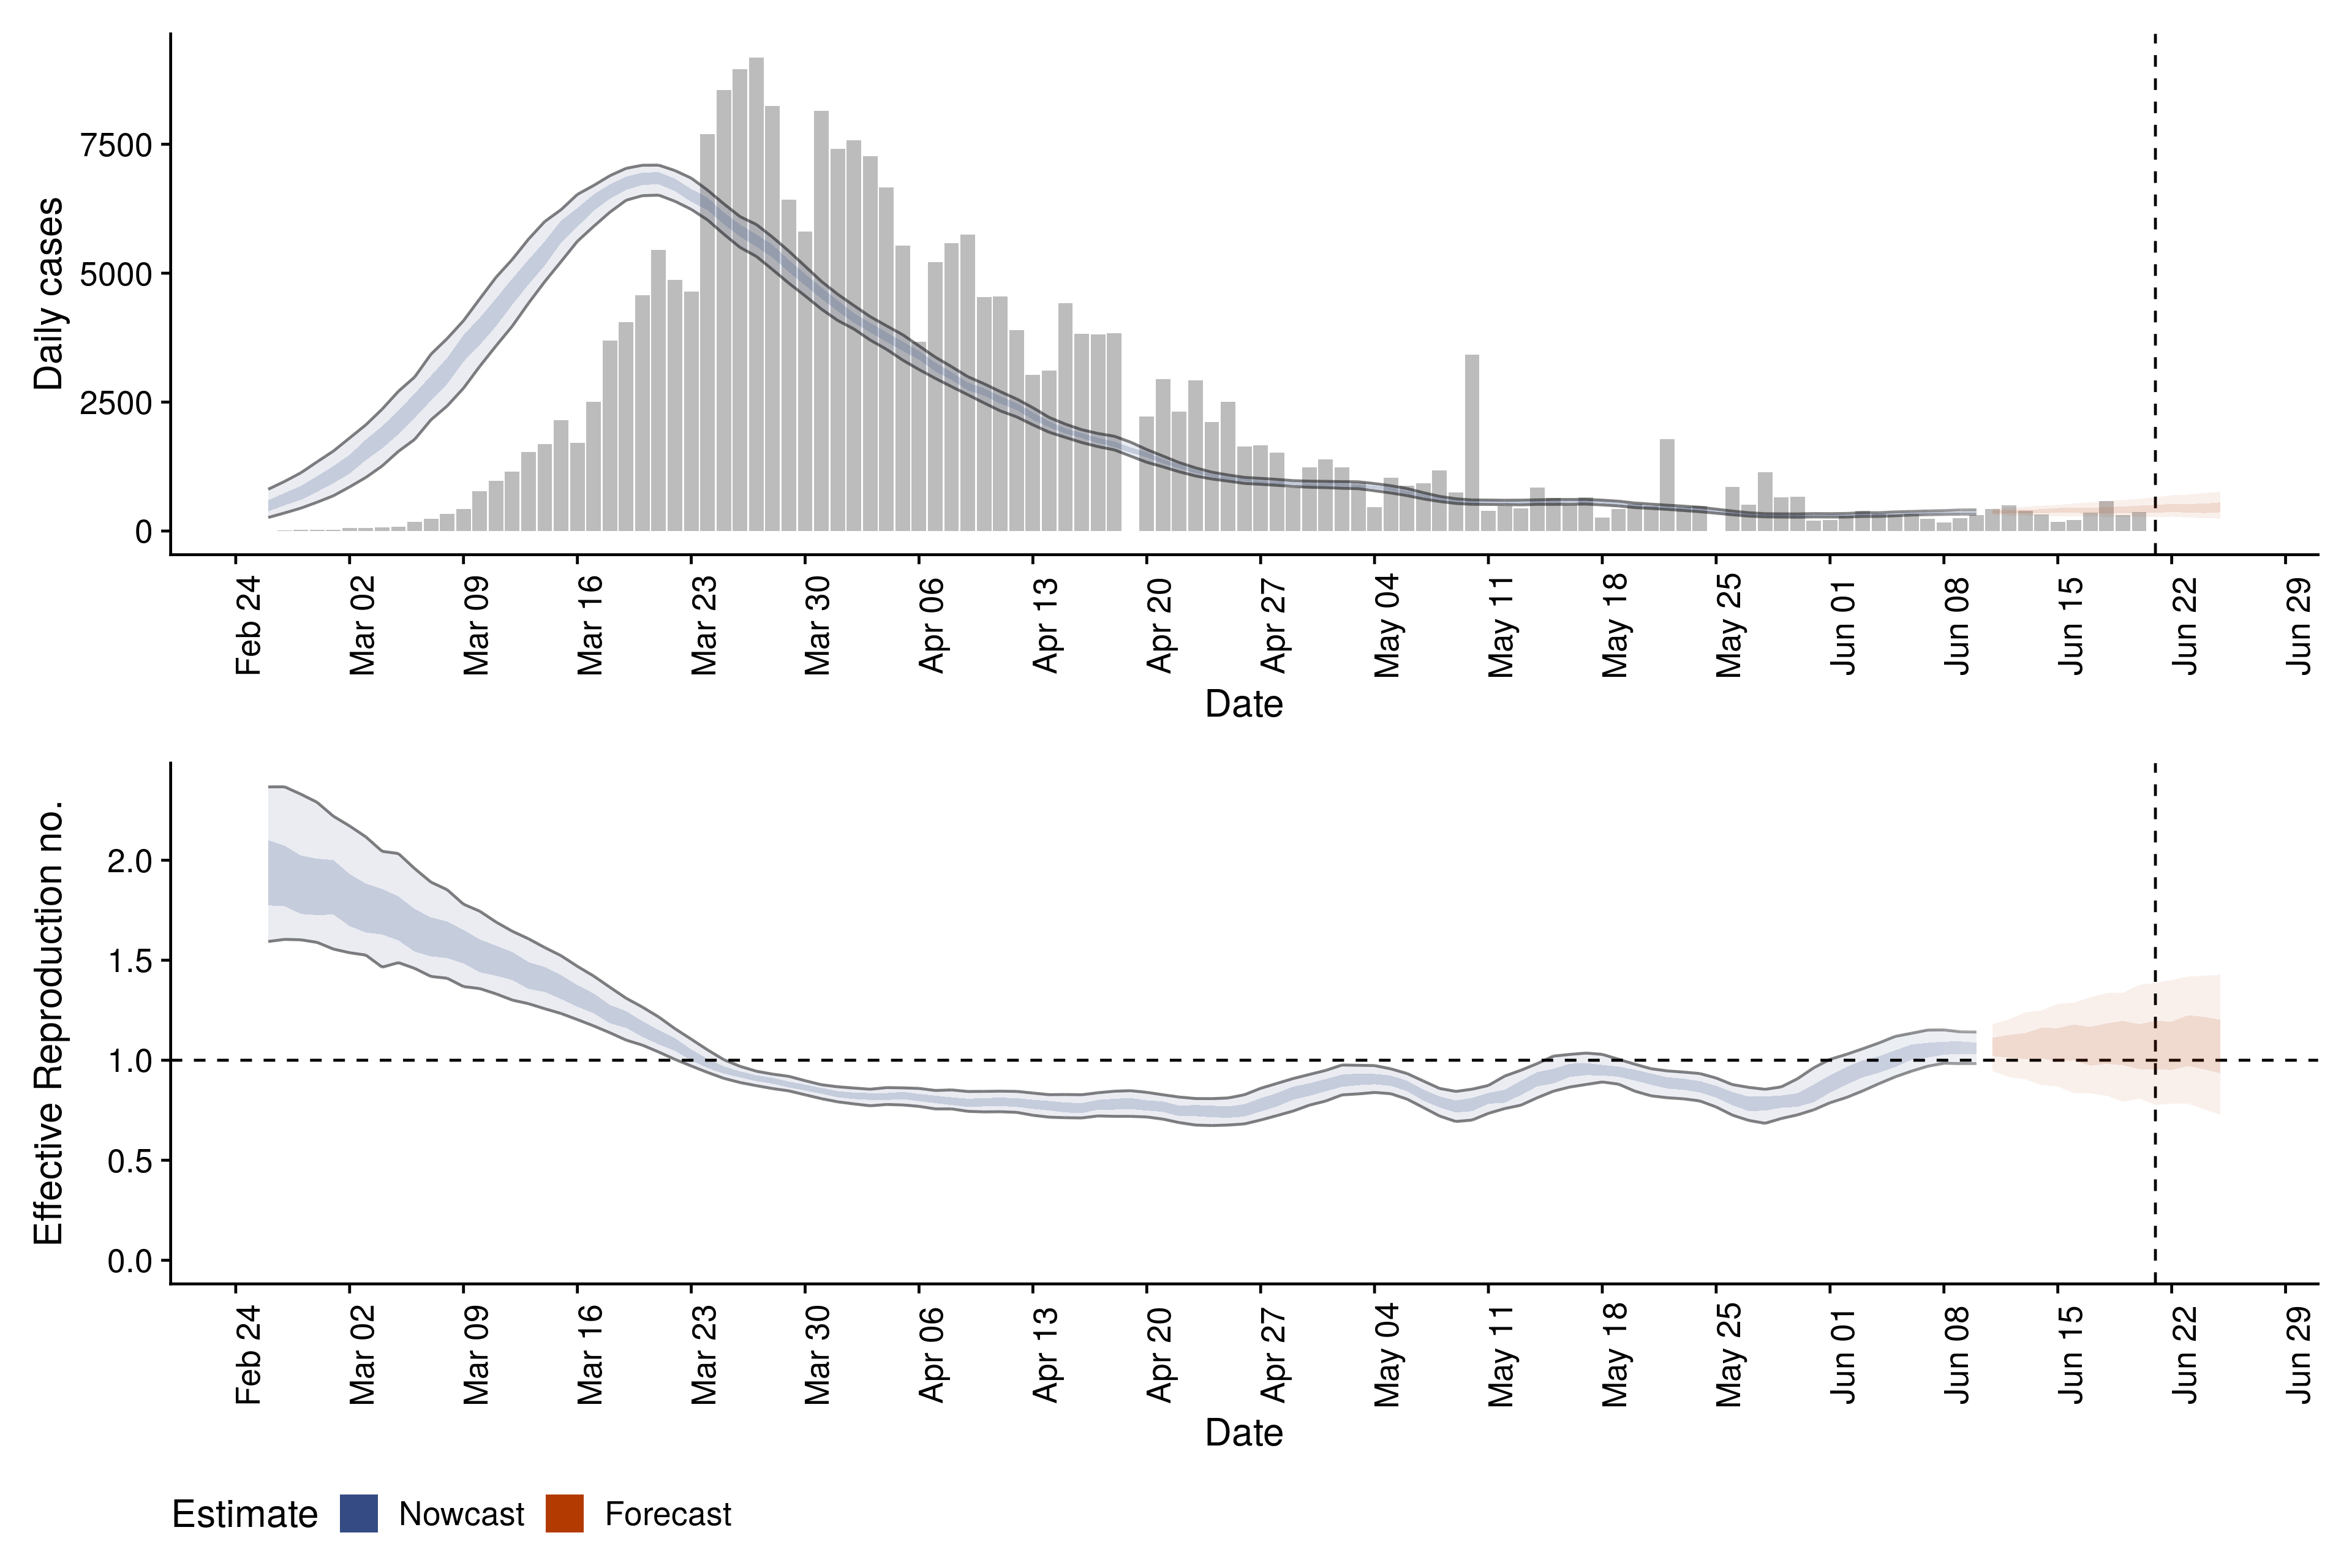 Daily cases
7500
5000
2500
0
Feb 24 Mar 02 Mar 09 Mar 16 Mar 23 Mar 30 Apr 06 Apr 13 Apr 20 Apr 27 May 04 May 11 May 18 May 25 Jun 01 Jun 08 Jun 15 Jun 22 Jun 29
Date
Effective Reproduction no.
2.0
1.5
1.0
0.5
0.0
Feb 24 Mar 02 Mar 09 Mar 16 Mar 23 Mar 30 Apr 06 Apr 13 Apr 20 Apr 27 May 04 May 11 May 18 May 25 Jun 01 Jun 08 Jun 15 Jun 22 Jun 29
Date
Estimate Nowcast Forecast